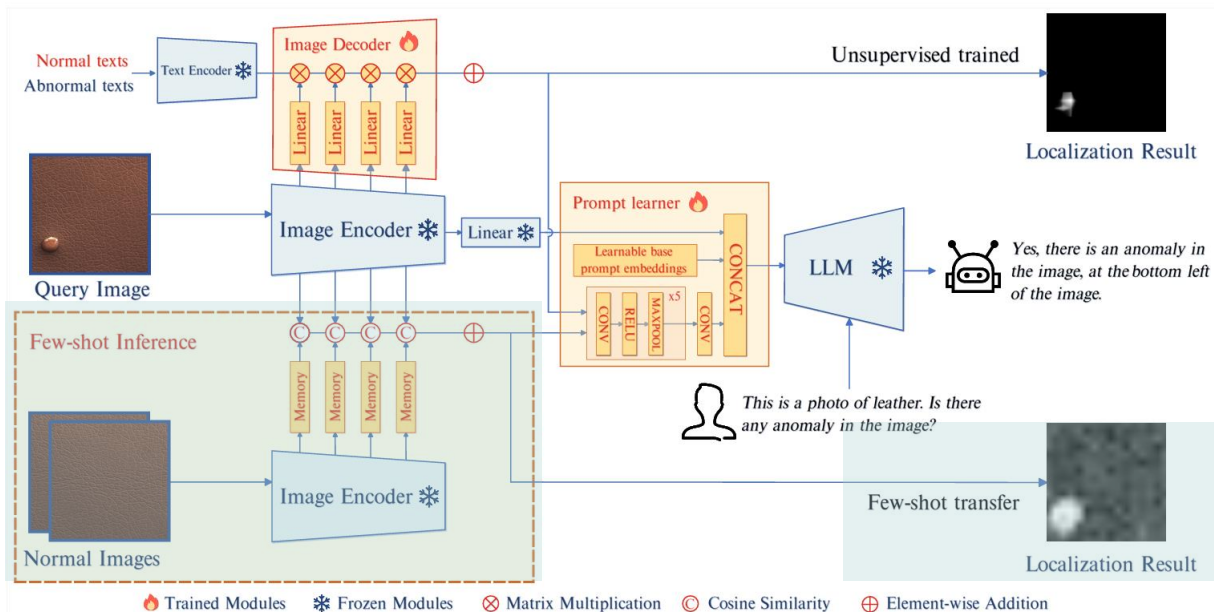 Normal texts
Abnormal texts
Text Encoder
Image Decoder
Linear
Linear
Linear
Linear
Unsupervised trained
Localization Result
Query Image
Image Encoder
Linear
Prompt learner
Learnable base
prompt embeddings
x5
CONV
RELU
MAXPOOL
CONV
CONCAT
LLM
Yes, there is an anomaly in
the image, at the bottom left
of the image.
Few-shot Inference
C
C
C
C
Memory
Memory
Memory
Memory
This is a photo of leather. Is there
any anomaly in the image?
Normal Images
Image Encoder
Few-shot transfer
Localization Result
Trained Modules
Frozen Modules
Matrix Multiplication
C Cosine Similarity
Element-wise Addition